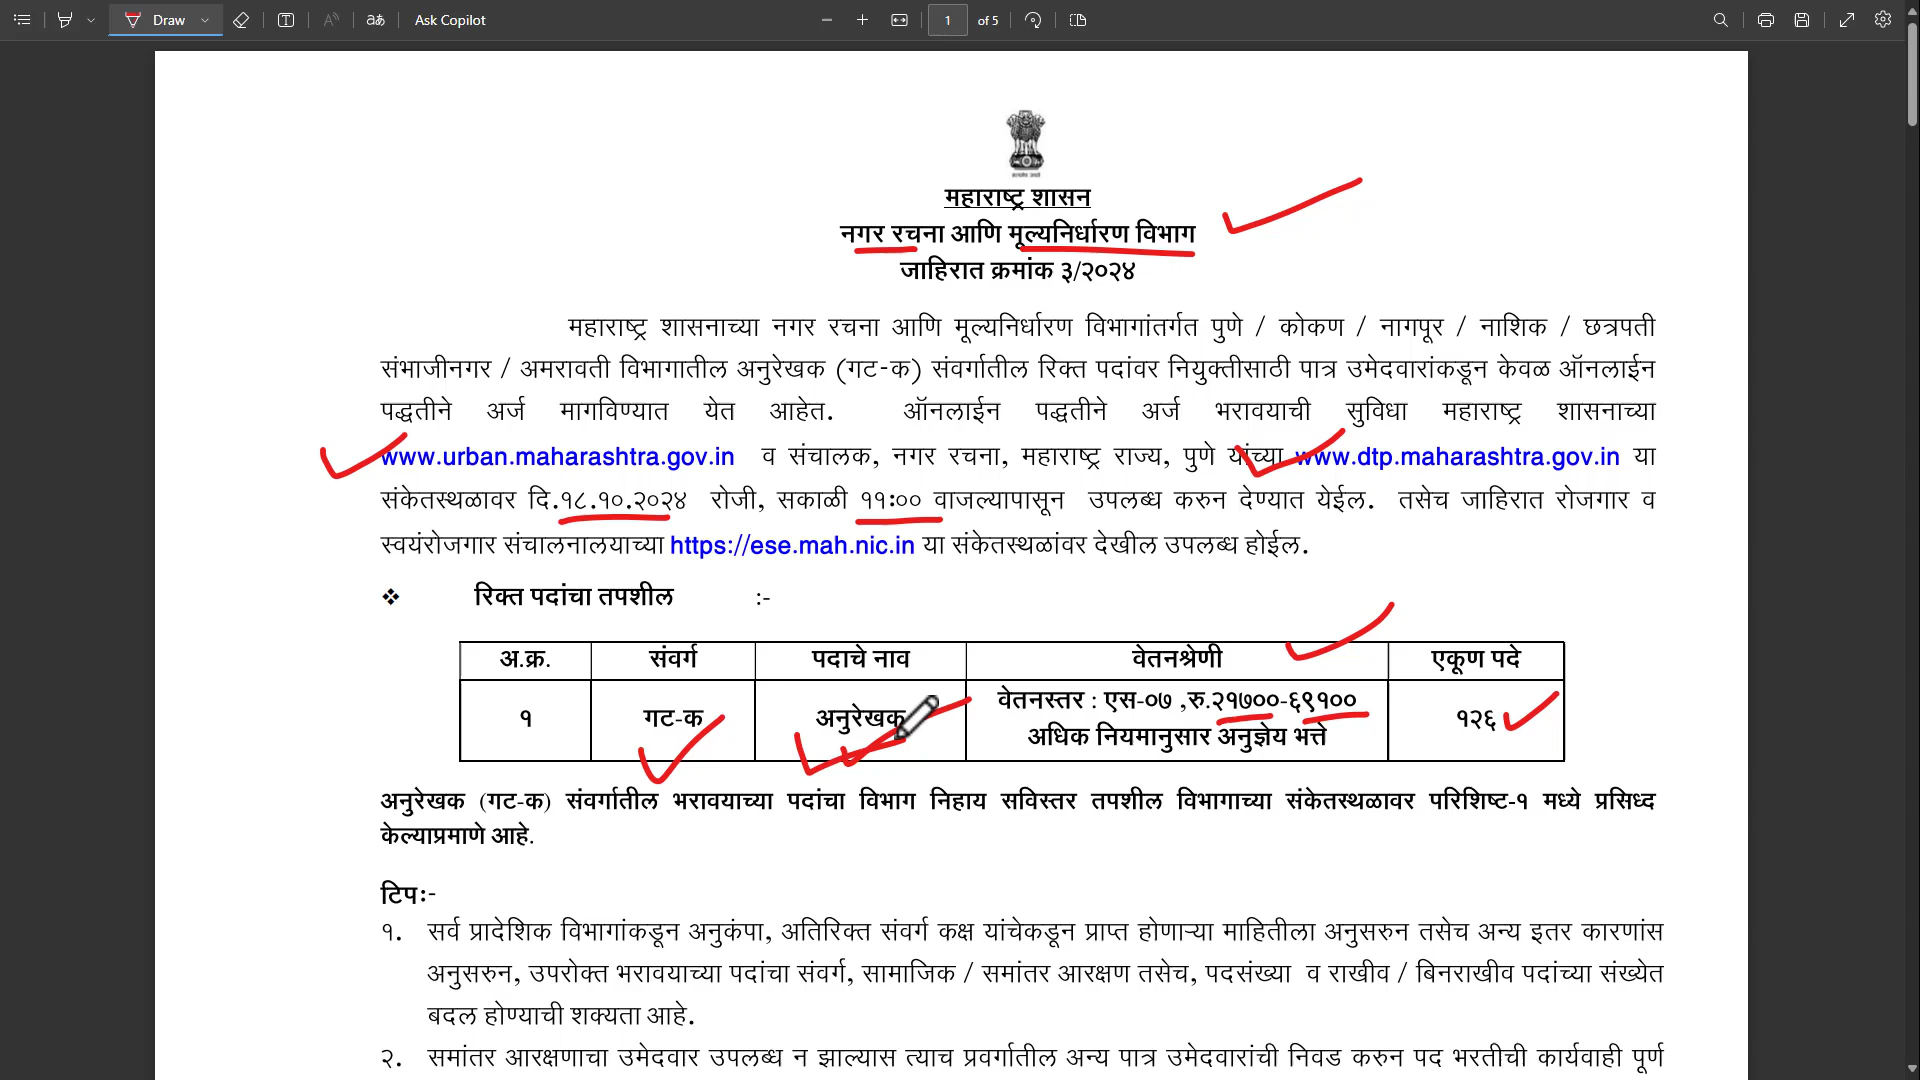 Draw Ask Copilot 1 of 5
महाराष्ट्र शासन
नगर रचना आणि मूल्यनिर्धारण विभाग
जाहिरात क्रमांक ३/२०२४
महाराष्ट्र शासनाच्या नगर रचना आणि मूल्यनिर्धारण विभागांतर्गत पुणे / कोकण / नागपूर / नाशिक / छत्रपती
संभाजीनगर / अमरावती विभागातील अनुरेखक (गट-क) संवर्गातील रिक्त पदांवर नियुक्तीसाठी पात्र उमेदवारांकडून केवळ ऑनलाईन
पद्धतीने अर्ज मागविण्यात येत आहेत. ऑनलाईन पद्धतीने अर्ज भरावयाची सुविधा महाराष्ट्र शासनाच्या
www.urban.maharashtra.gov.in व संचालक, नगर रचना, महाराष्ट्र राज्य, पुणे यांच्या www.dtp.maharashtra.gov.in या
संकेतस्थळावर दि.१८.१०.२०२४ रोजी, सकाळी ११:०० वाजल्यापासून उपलब्ध करुन देण्यात येईल. तसेच जाहिरात रोजगार व
स्वयंरोजगार संचालनालयाच्या https://ese.mah.nic.in या संकेतस्थळांवर देखील उपलब्ध होईल.
❖ रिक्त पदांचा तपशील :-
अ.क्र. संवर्ग पदाचे नाव वेतनश्रेणी एकूण पदे
१ गट-क अनुरेखक वेतनस्तर : एस-०७ ,रु.२१७००-६९१०० १२६
अधिक नियमानुसार अनुज्ञेय भत्ते
अनुरेखक (गट-क) संवर्गातील भरावयाच्या पदांचा विभाग निहाय सविस्तर तपशील विभागाच्या संकेतस्थळावर परिशिष्ट-१ मध्ये प्रसिध्द
केल्याप्रमाणे आहे.
टिपः-
१. सर्व प्रादेशिक विभागांकडून अनुकंपा, अतिरिक्त संवर्ग कक्ष यांचेकडून प्राप्त होणाऱ्या माहितीला अनुसरुन तसेच अन्य इतर कारणांस
अनुसरुन, उपरोक्त भरावयाच्या पदांचा संवर्ग, सामाजिक / समांतर आरक्षण तसेच, पदसंख्या व राखीव / बिनराखीव पदांच्या संख्येत
बदल होण्याची शक्यता आहे.
२. समांतर आरक्षणाचा उमेदवार उपलब्ध न झाल्यास त्याच प्रवर्गातील अन्य पात्र उमेदवारांची निवड करुन पद भरतीची कार्यवाही पूर्ण